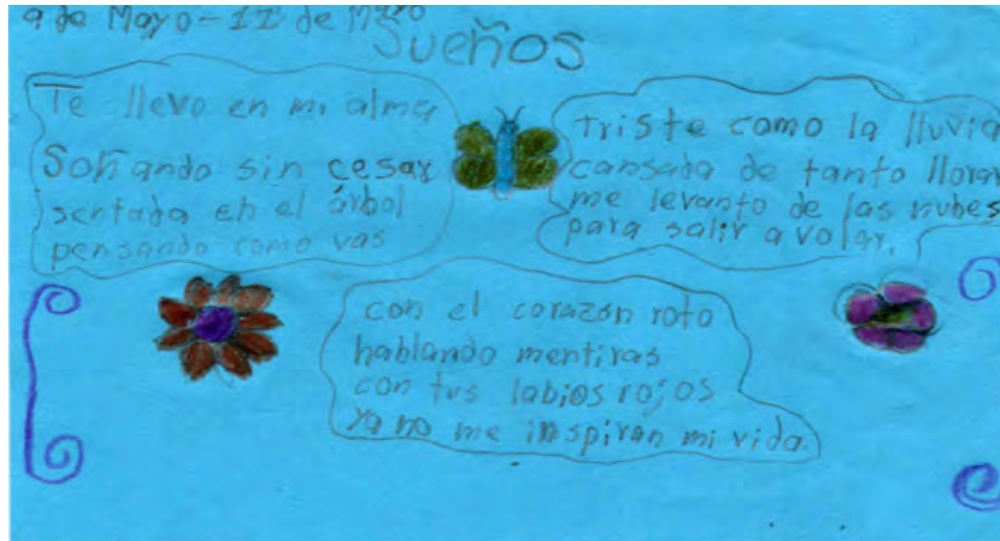 9 de Mayo-11 de Mayo
Sueños
Te llevo en mi alma
Soñando sin cesar
sentada en el árbol
pensando como vas
Triste como la lluvia
cansada de tanto llorar
me levanto de las nubes
para salir a volar.
con el corazón roto
hablando mentiras
con tus labios rojos
ya no me inspiran mi vida.